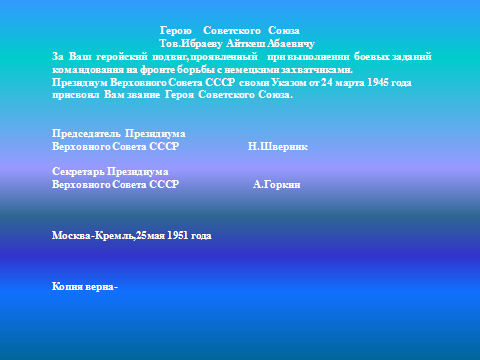 Герою Советского Союза
Тов.Ибраеву Айткеш Абаевичу
За Ваш геройский подвиг,проявленный при выполнении боевых заданий
командования на фронте борьбы с немецкими захватчиками.
Президиум Верховного Совета СССР свом Указом от 24 марта 1945 года
присвоил Вам звание Героя Советского Союза.
Председатель Президиума
Верховного Совета СССР Н.Шверник
Секретарь Президиума
Верховного Совета СССР А.Горкин
Москва-Кремль,25мая 1951 года
Копия верна-